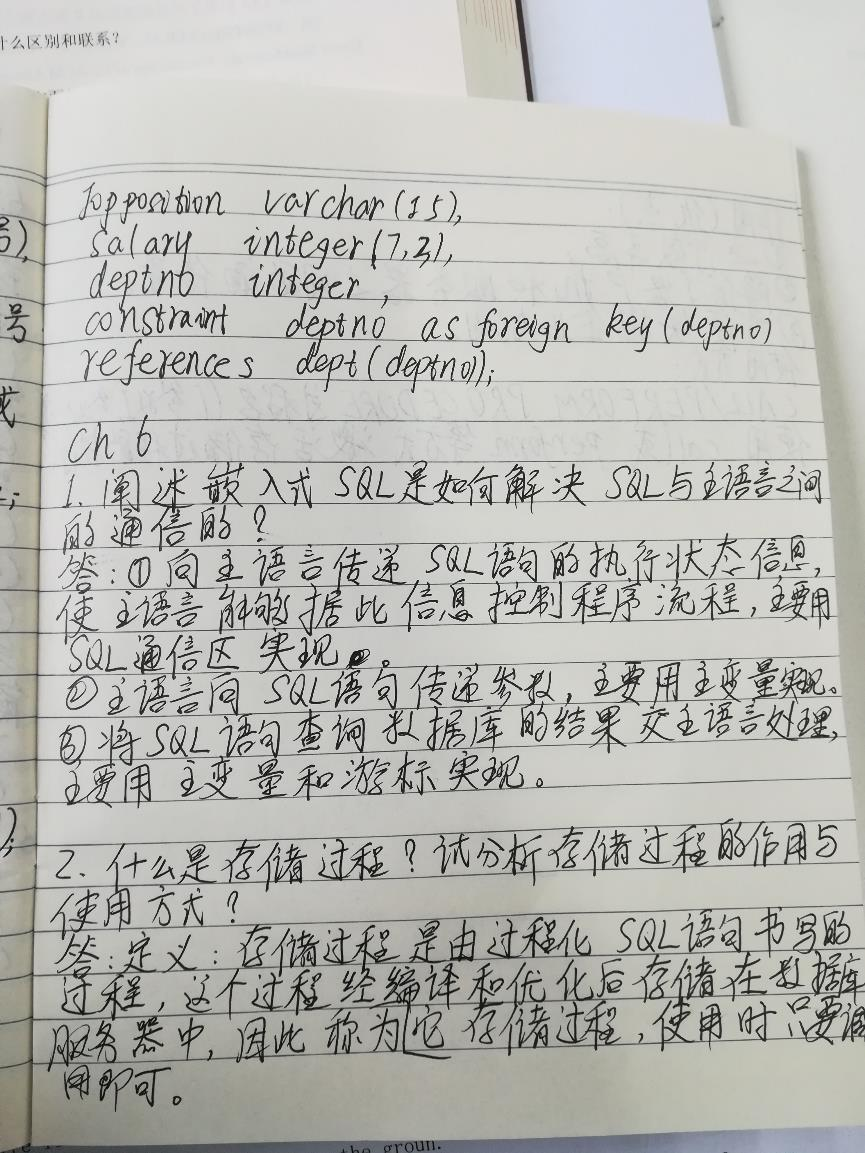 什么区别和联系?
Jopposition varchar(15),
号), salary integer(7,2),
deptno integer,
号 constraint deptno as foreign key(deptno)
references dept(deptno));
或
Ch 6
1. 阐述嵌入式 SQL是如何解决 SQL与主语言之间
的通信的?
答:①向主语言传递 SQL语句的执行状态信息,
使主语言能够据此信息控制程序流程,主要用
SQL通信区实现。
②主语言向 SQL语句传递参数,主要用主变量实现。
③将SQL语句查询数据库的结果交主语言处理,
主要用主变量和游标实现。
2. 什么是存储过程?试分析存储过程的作用与
使用方式?
答:定义:存储过程是由过程化 SQL语句书写的
过程,这个过程经编译和优化后存储在数据库
服务器中,因此称为它存储过程,使用时只要调
用即可。
the groun.